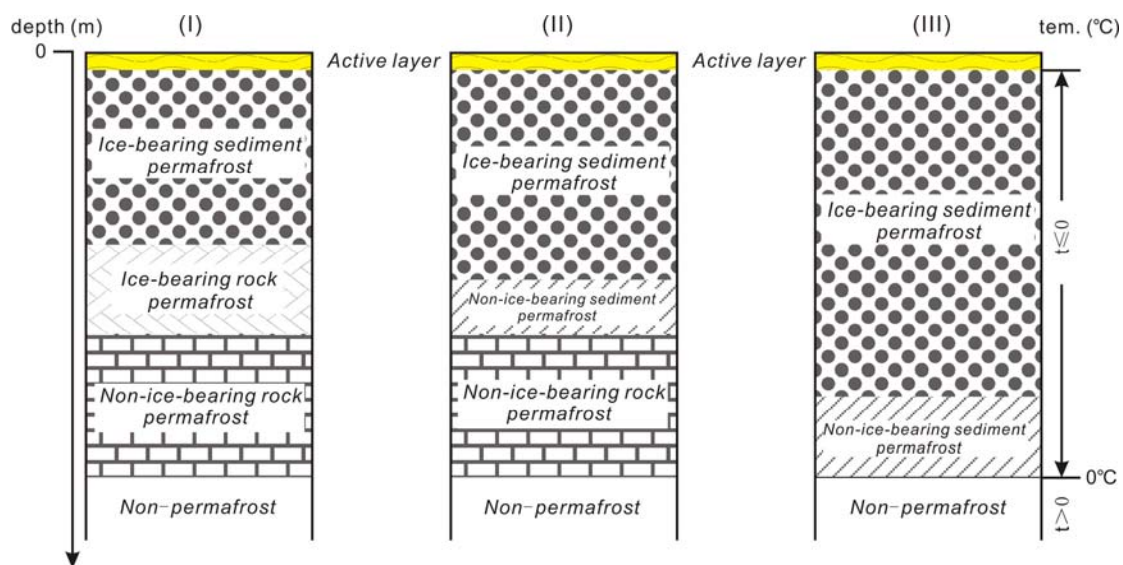 depth (m)
(I)
(II)
(III)
tem. (℃)
0
Active layer
Active layer
Ice-bearing sediment
permafrost
Ice-bearing sediment
permafrost
Ice-bearing sediment
permafrost
t≤0
Ice-bearing rock
permafrost
Non-ice-bearing sediment
permafrost
Non-ice-bearing rock
permafrost
Non-ice-bearing rock
permafrost
Non-ice-bearing sediment
permafrost
0℃
Non-permafrost
Non-permafrost
Non-permafrost
t>0